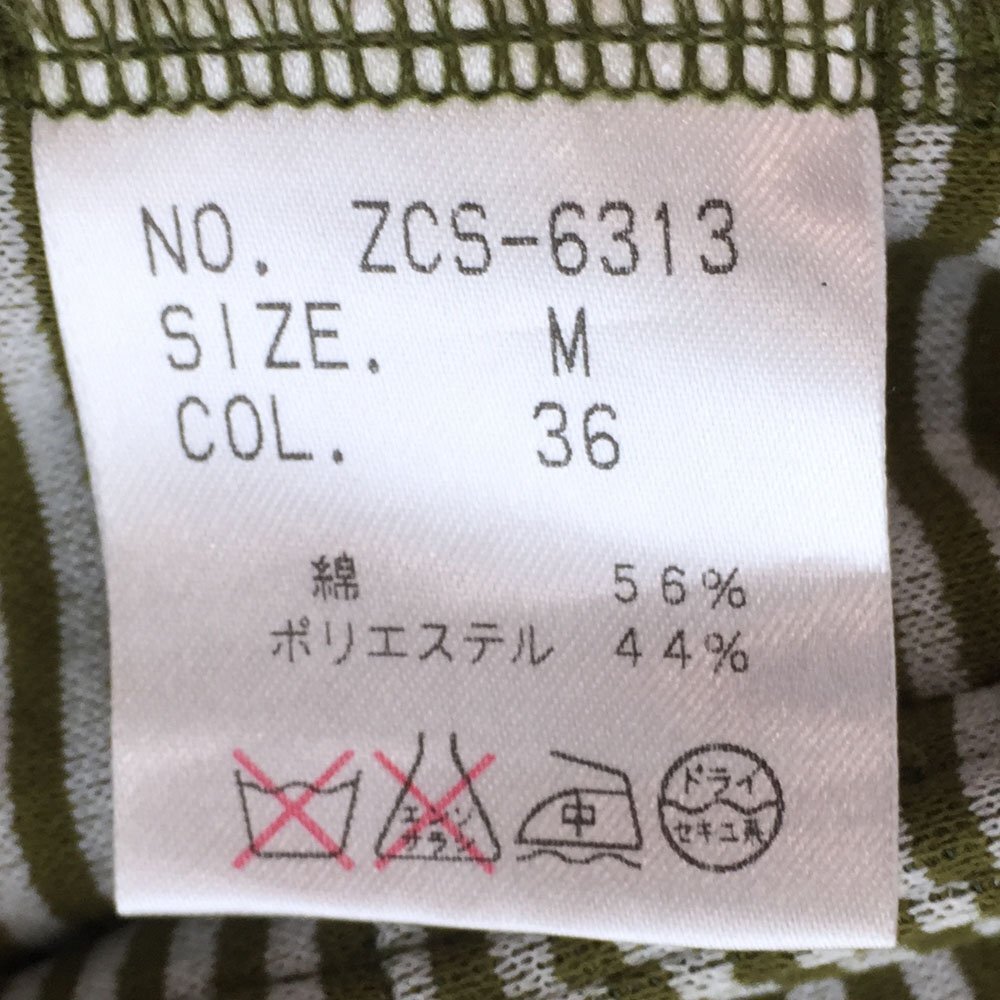 NO. ZCS-6313
SIZE. M
COL. 36
綿 56%
ポリエステル 44%
エンソ
サラシ
中
ドライ
セキユ系